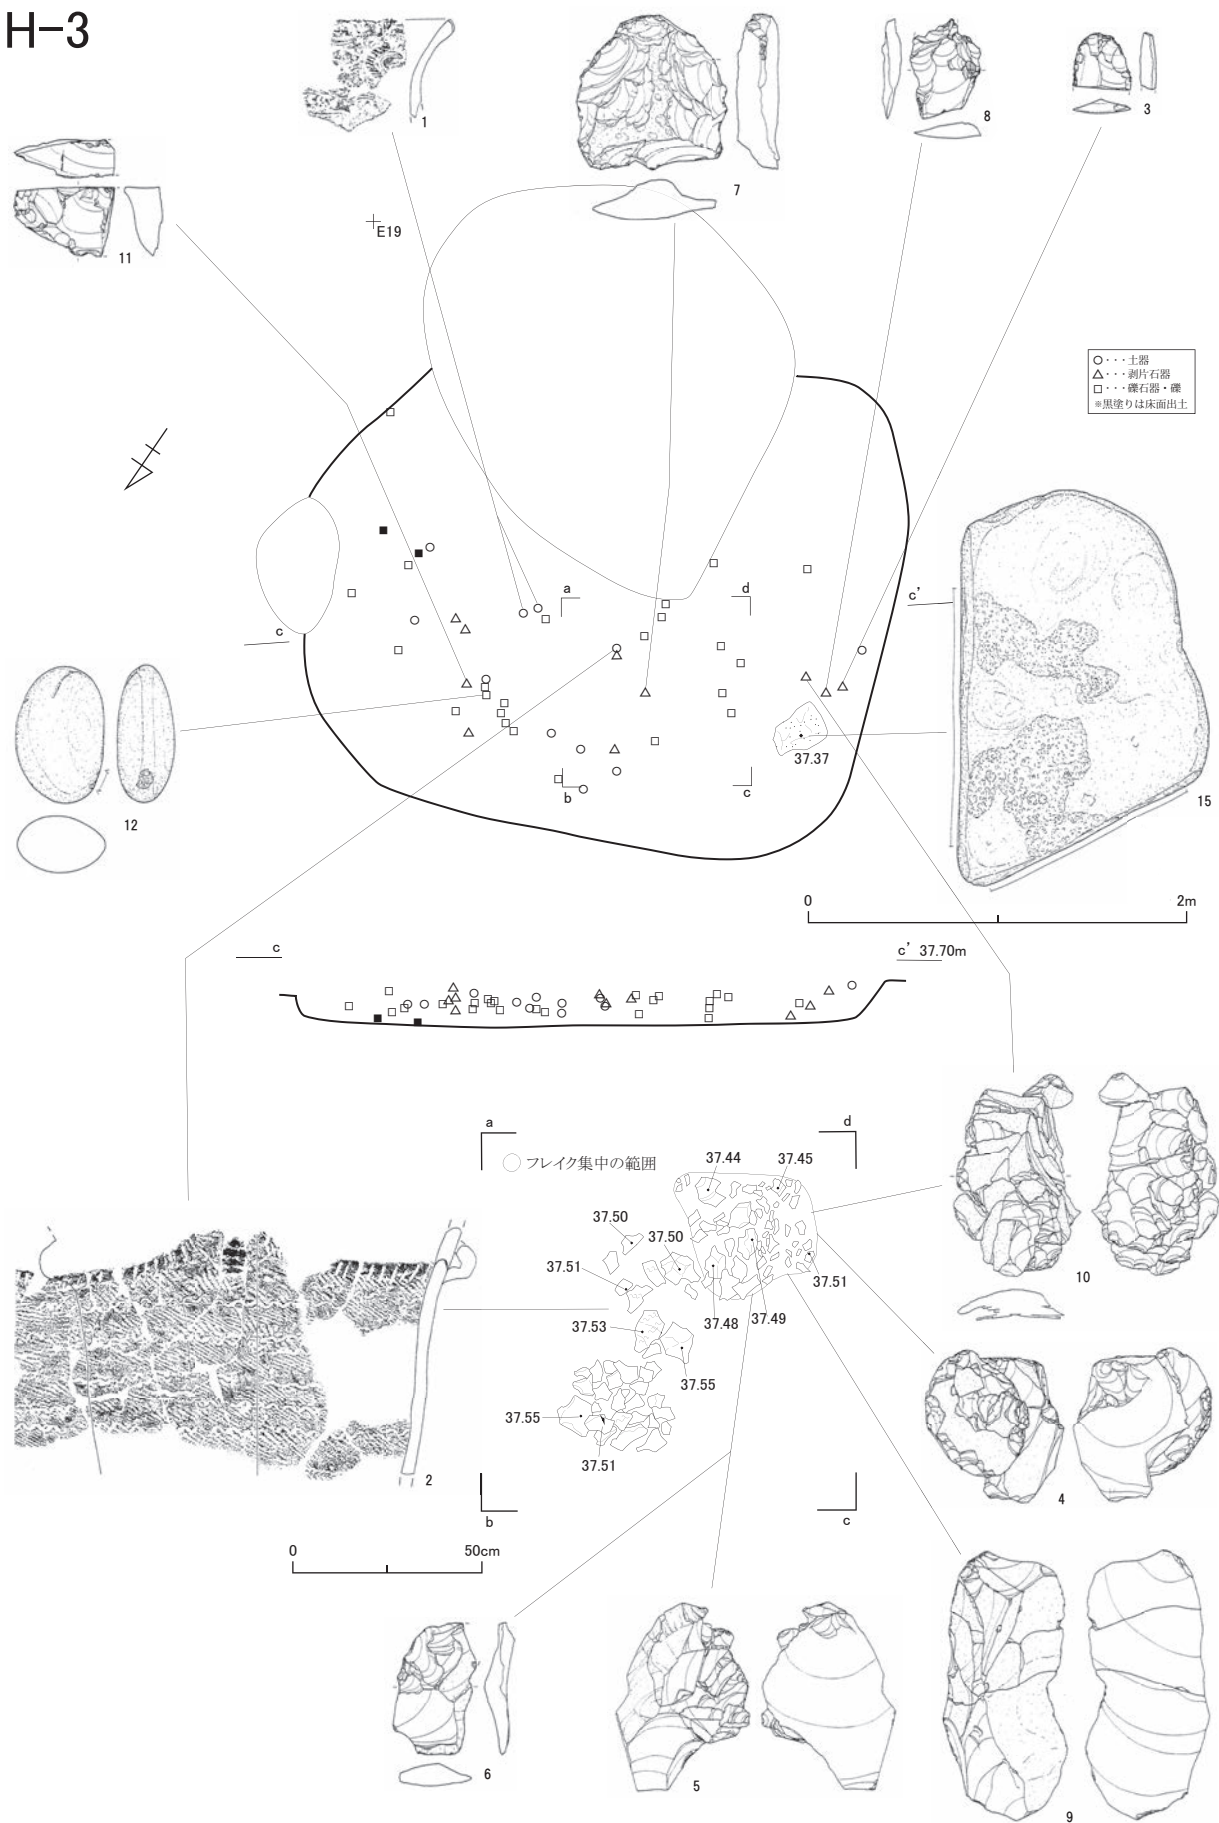 H-3
1
7
8
3
11
E19
○・・・土器
△・・・剥片石器
□・・・礫石器・礫
※黒塗りは床面出土
a
d
c’
c
37.37
b
c
12
15
0 2m
c
c’ 37.70m
a
d
フレイク集中の範囲
37.44
37.45
37.50
37.50
37.51
37.51
37.53
37.48
37.49
37.55
37.55
37.51
10
4
2
b
c
0 50cm
6
5
9